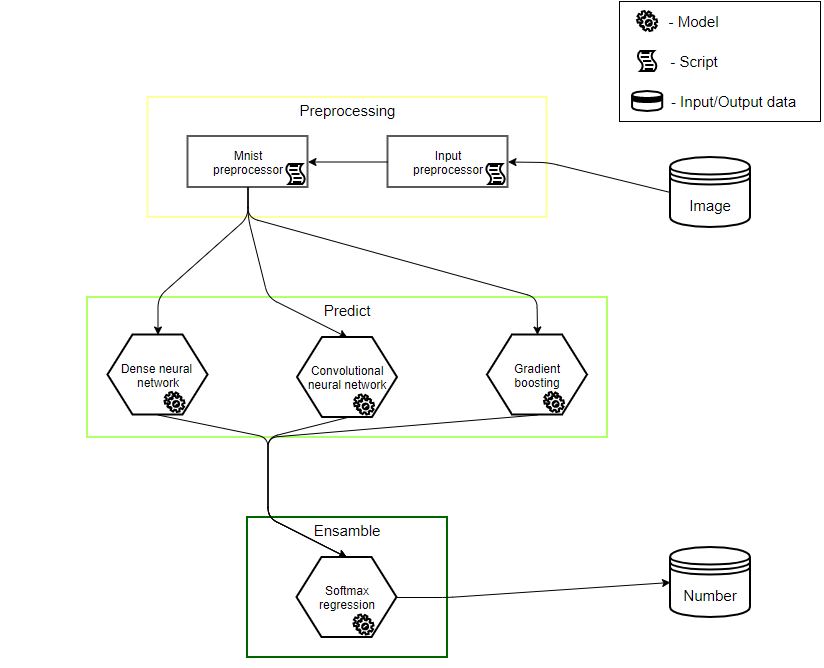 - Model
- Script
- Input/Output data
Preprocessing
Mnist
preprocessor
Input
preprocessor
Image
Predict
Dense neural
network
Convolutional
neural network
Gradient
boosting
Ensamble
Softmax
regression
Number